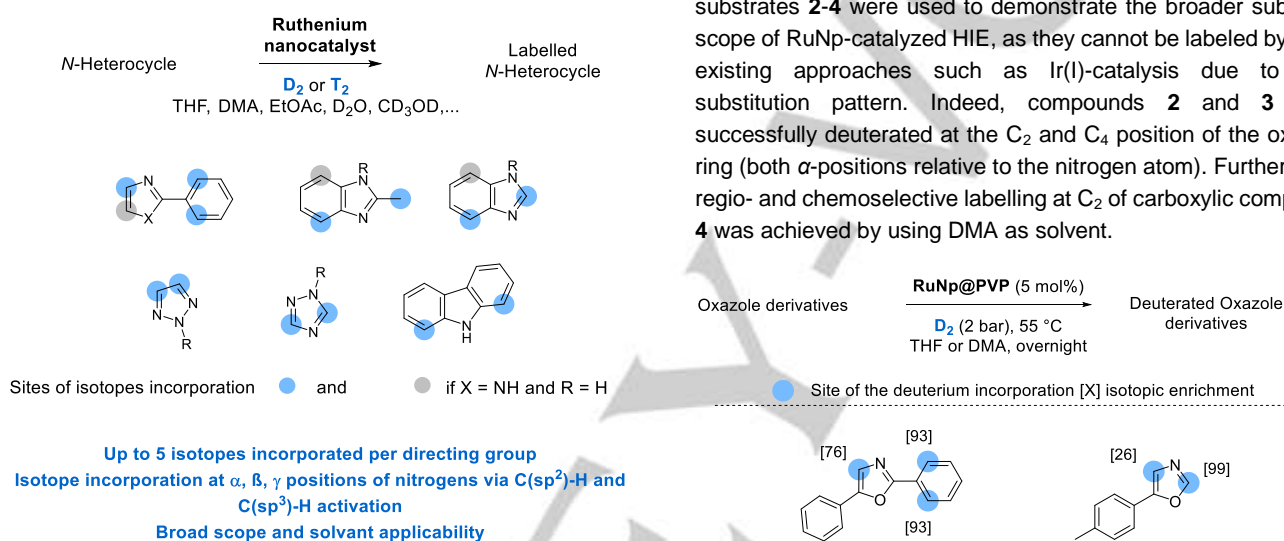 Ruthenium
nanocatalyst
N-Heterocycle
Labelled
N-Heterocycle
D2 or T2
THF, DMA, EtOAc, D2O, CD3OD,...
N
X
R
N
N
R
N
N
N
N
N
R
R
N
N
N
N
H
Sites of isotopes incorporation and if X = NH and R = H
Up to 5 isotopes incorporated per directing group
Isotope incorporation at α, ß, γ positions of nitrogens via C(sp2)-H and
C(sp3)-H activation
Broad scope and solvant applicability
substrates 2-4 were used to demonstrate the broader sub
scope of RuNp-catalyzed HIE, as they cannot be labeled by
existing approaches such as Ir(I)-catalysis due to
substitution pattern. Indeed, compounds 2 and 3
successfully deuterated at the C2 and C4 position of the ox
ring (both α-positions relative to the nitrogen atom). Further
regio- and chemoselective labelling at C2 of carboxylic comp
4 was achieved by using DMA as solvent.
RuNp@PVP (5 mol%)
Oxazole derivatives
Deuterated Oxazole
derivatives
D2 (2 bar), 55 °C
THF or DMA, overnight
Site of the deuterium incorporation [X] isotopic enrichment
[93]
[76]
N
O
[93]
[26]
N
[99]
O